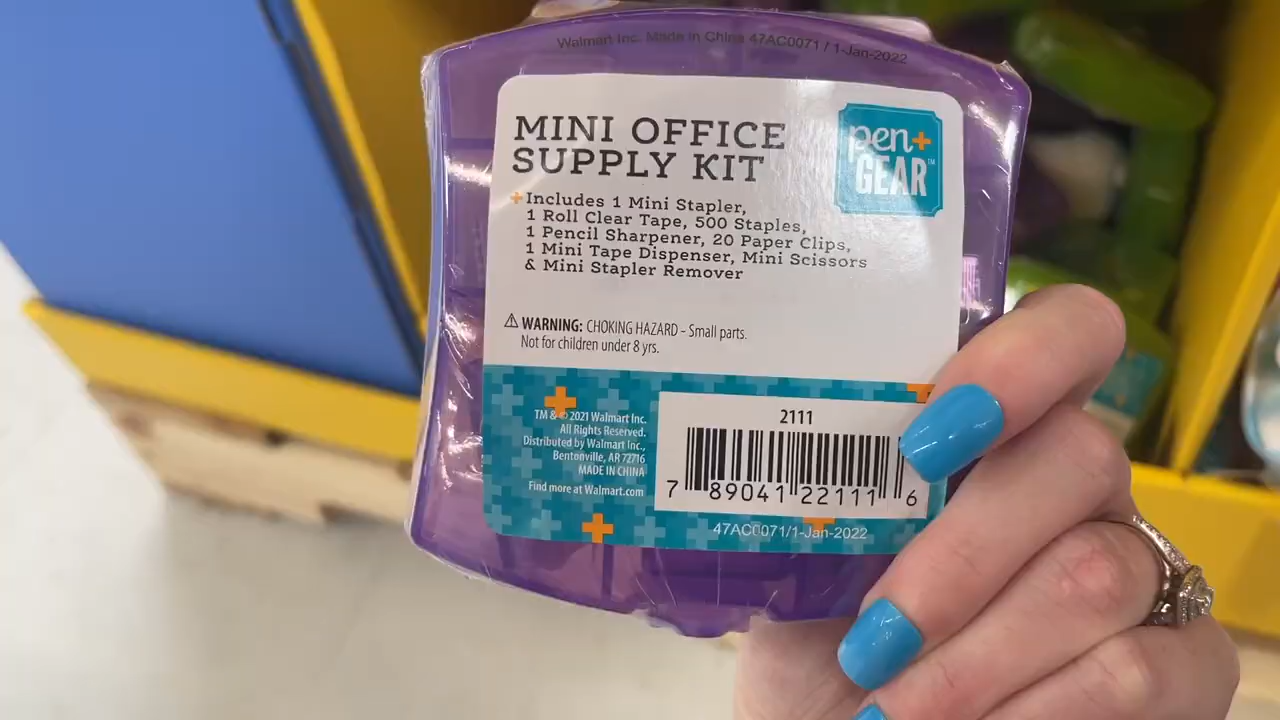 Walmart Inc. Made in China 47AC0071 / 1-Jan-2022
MINI OFFICE
SUPPLY KIT
pen+
GEAR™
+Includes 1 Mini Stapler,
1 Roll Clear Tape, 500 Staples,
1 Pencil Sharpener, 20 Paper Clips,
1 Mini Tape Dispenser, Mini Scissors
& Mini Stapler Remover
⚠ WARNING: CHOKING HAZARD - Small parts.
Not for children under 8 yrs.
TM & © 2021 Walmart Inc.
All Rights Reserved.
Distributed by Walmart Inc.,
Bentonville, AR 72716
MADE IN CHINA
Find more at Walmart.com
2111
7 89041 22111 6
47AC0071/1-Jan-2022